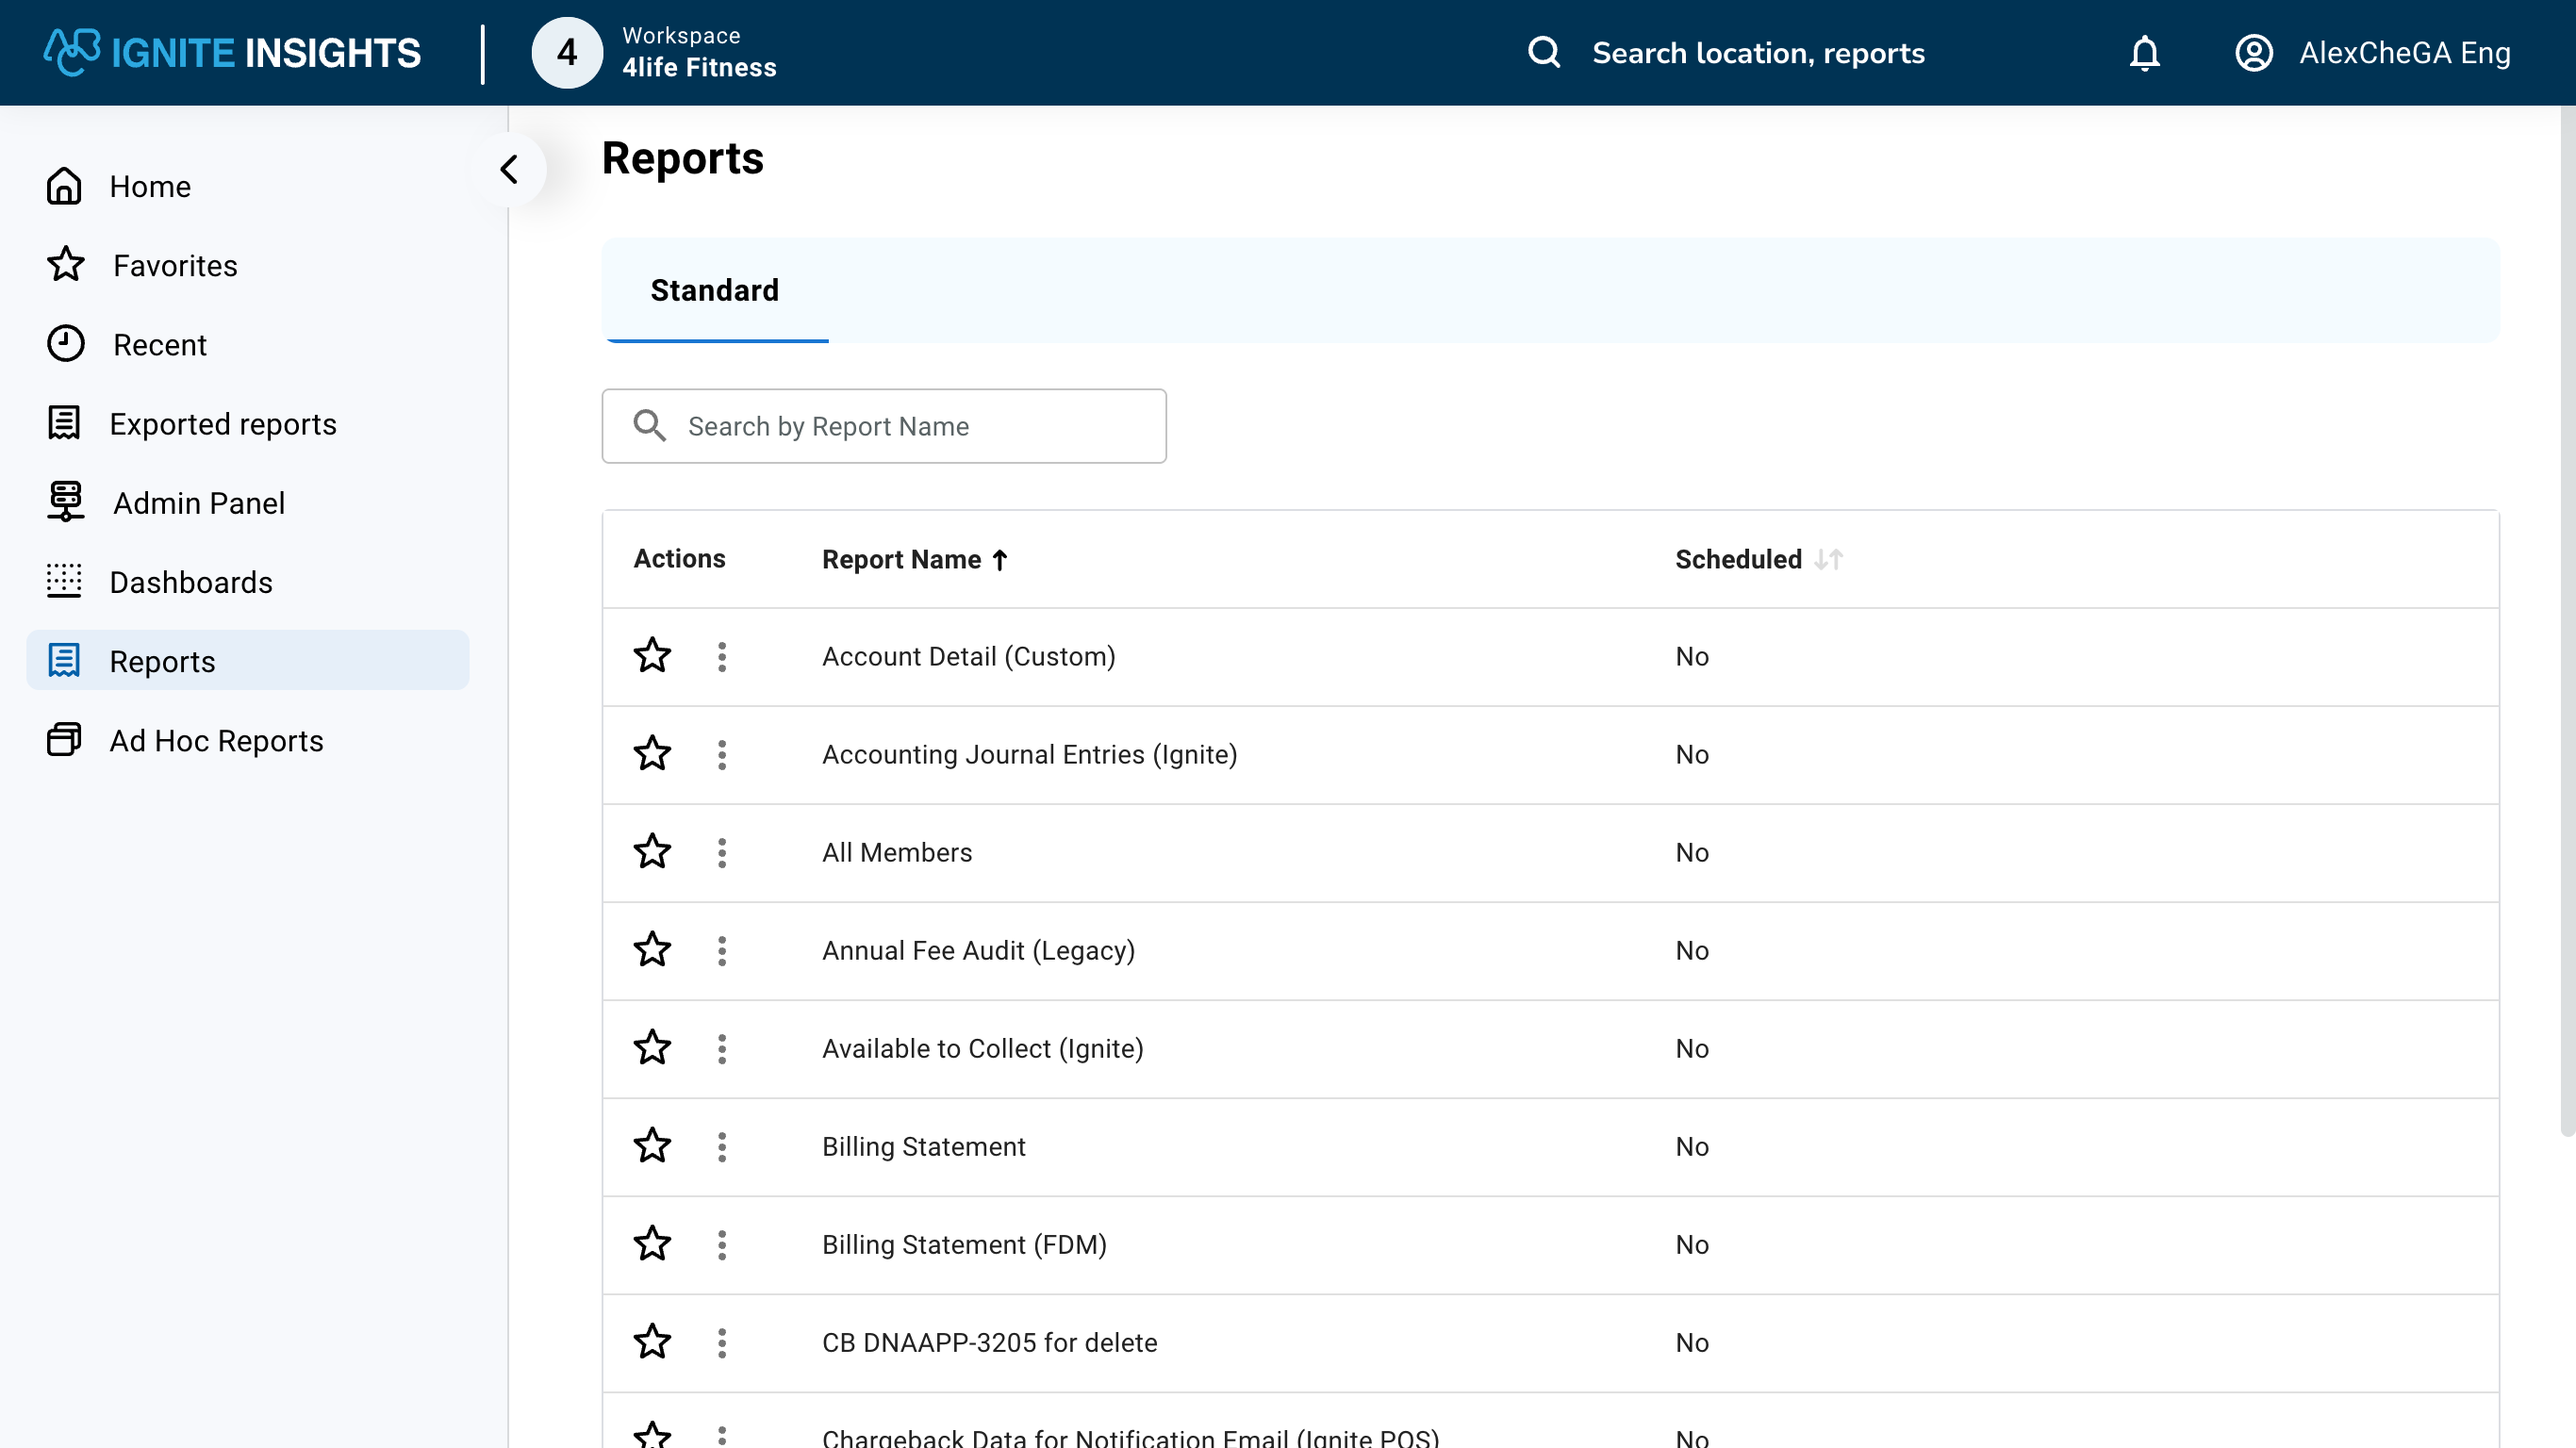 IGNITE INSIGHTS
4
Workspace
4life Fitness
Search location, reports
AlexCheGA Eng
Home
Favorites
Recent
Exported reports
Admin Panel
Dashboards
Reports
Ad Hoc Reports
Reports
Standard
Search by Report Name
Actions Report Name Scheduled
Account Detail (Custom) No
Accounting Journal Entries (Ignite) No
All Members No
Annual Fee Audit (Legacy) No
Available to Collect (Ignite) No
Billing Statement No
Billing Statement (FDM) No
CB DNAAPP-3205 for delete No
Chargeback Data for Notification Email (Ignite POS) No